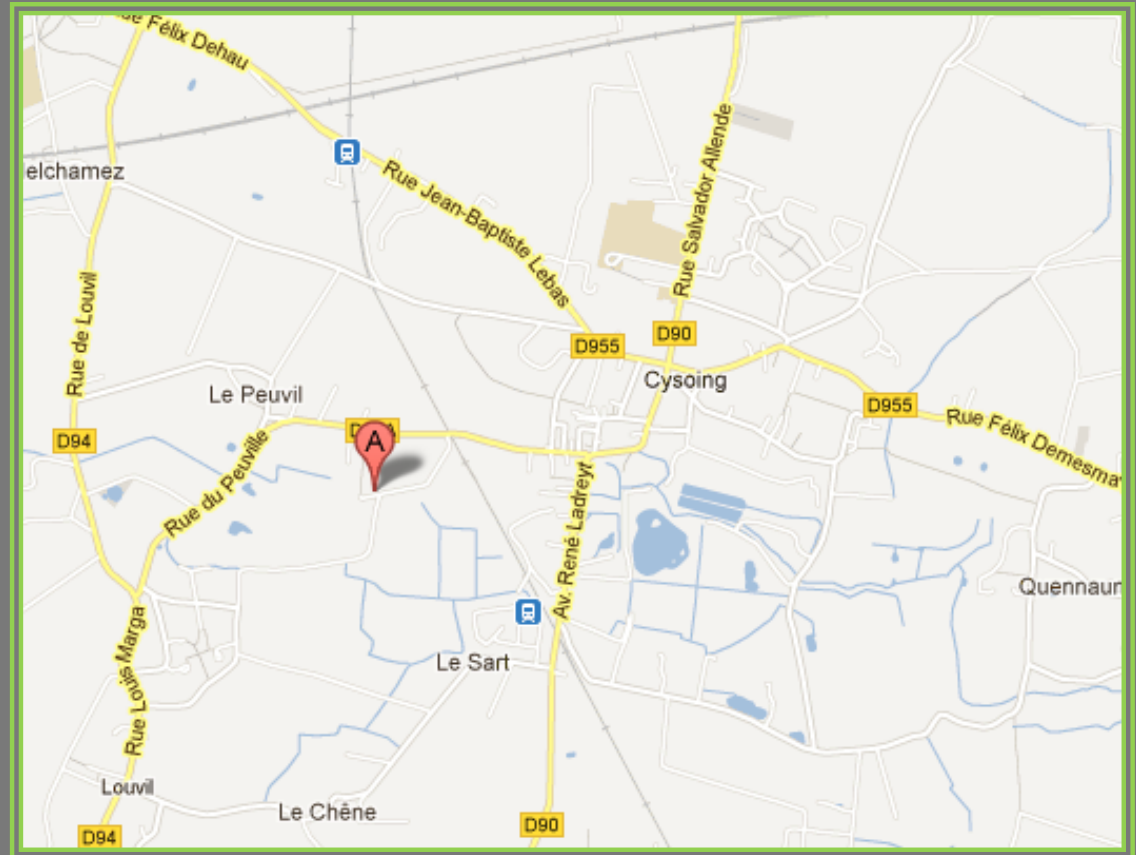 Rue Félix Dehau
elchamez
Rue Jean-Baptiste Lebas
Rue Salvador Allende
Rue de Louvil
D955
D90
Cysoing
Le Peuvil
D955
Rue Félix Demesmay
D94
A
Rue du Peuville
Av. René Ladreyt
Quennaur
Rue Louis Marga
Le Sart
Louvil
Le Chêne
D90
D94